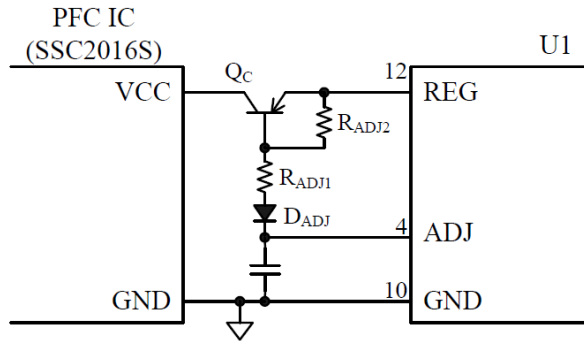 PFC IC
(SSC2016S)
U1
VCC
QC
12
REG
RADJ2
RADJ1
DADJ
4
ADJ
GND
10
GND